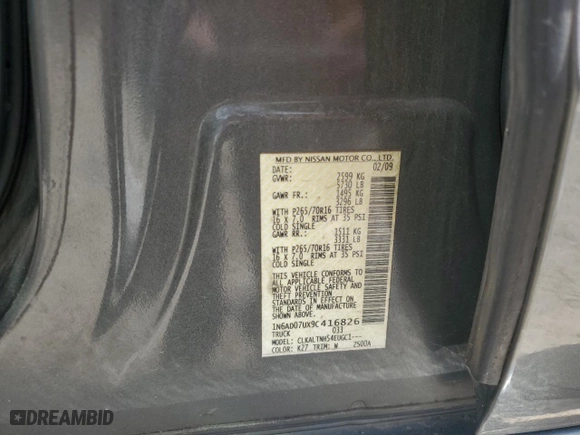 MFD BY NISSAN MOTOR CO., LTD.
DATE: 02/09
GVWR: 2599 KG
5730 LB
GAWR FR.: 1495 KG
3296 LB
WITH P265/70R16 TIRES
16 X 7.0 RIMS AT 35 PSI
COLD SINGLE
GAWR RR.: 1511 KG
3331 LB
WITH P265/70R16 TIRES
16 X 7.0 RIMS AT 35 PSI
COLD SINGLE
THIS VEHICLE CONFORMS TO
ALL APPLICABLE FEDERAL
MOTOR VEHICLE SAFETY AND
THEFT PREVENTION
STANDARDS IN EFFECT ON
THE DATE OF MANUFACTURE
SHOWN ABOVE.
1N6AD07UX9C416826
TRUCK 033
MODEL: CLKALTNH54EUGCI---
COLOR: K27 TRIM: W 2500A
DREAMBID